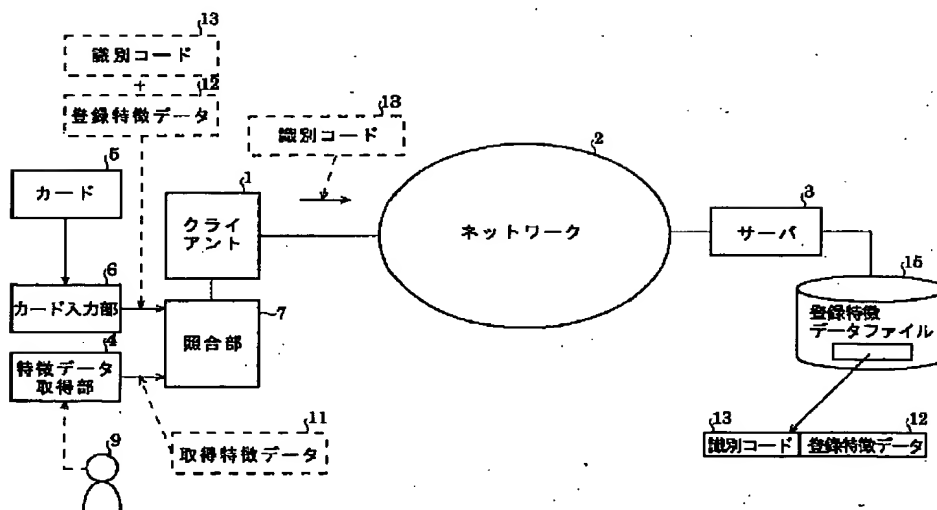 13
識別コード
+
12
登録特徴データ
13
識別コード
5
カード
1
クライ
アント
2
ネットワーク
3
サーバ
6
カード入力部
7
照合部
15
登録特徴
データファイル
4
特徴データ
取得部
11
取得特徴データ
13
識別コード
12
登録特徴データ
9